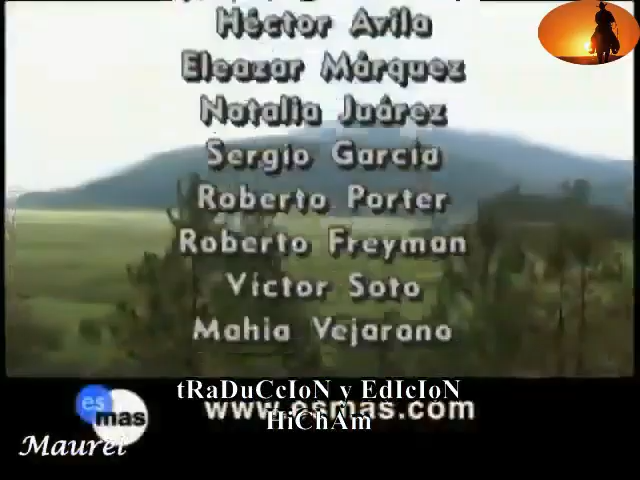 Héctor Avila
Eleazar Márquez
Natalia Juárez
Sergio García
Roberto Porter
Roberto Freyman
Víctor Soto
Mahia Vejarano
tRaDuCcIoN y EdIcIoN
es
mas
www.esmas.com
HiChAm
Maurel